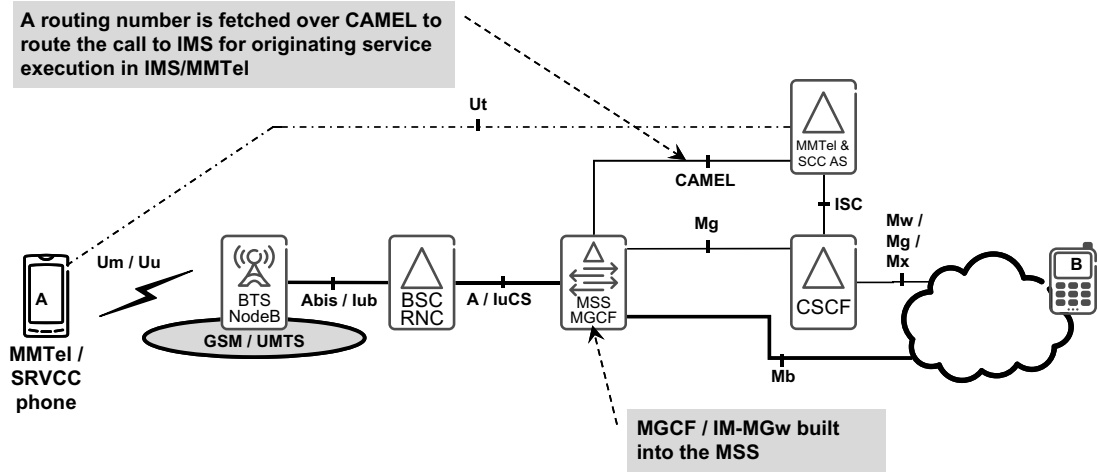 A routing number is fetched over CAMEL to
route the call to IMS for originating service
execution in IMS/MMTel
Ut
MMTel &
SCC AS
CAMEL
ISC
Mg
Mw /
Mg /
Mx
B
Um / Uu
A
BTS
NodeB
Abis / Iub
BSC
RNC
A / IuCS
MSS
MGCF
CSCF
GSM / UMTS
MMTel /
SRVCC
phone
Mb
MGCF / IM-MGw built
into the MSS